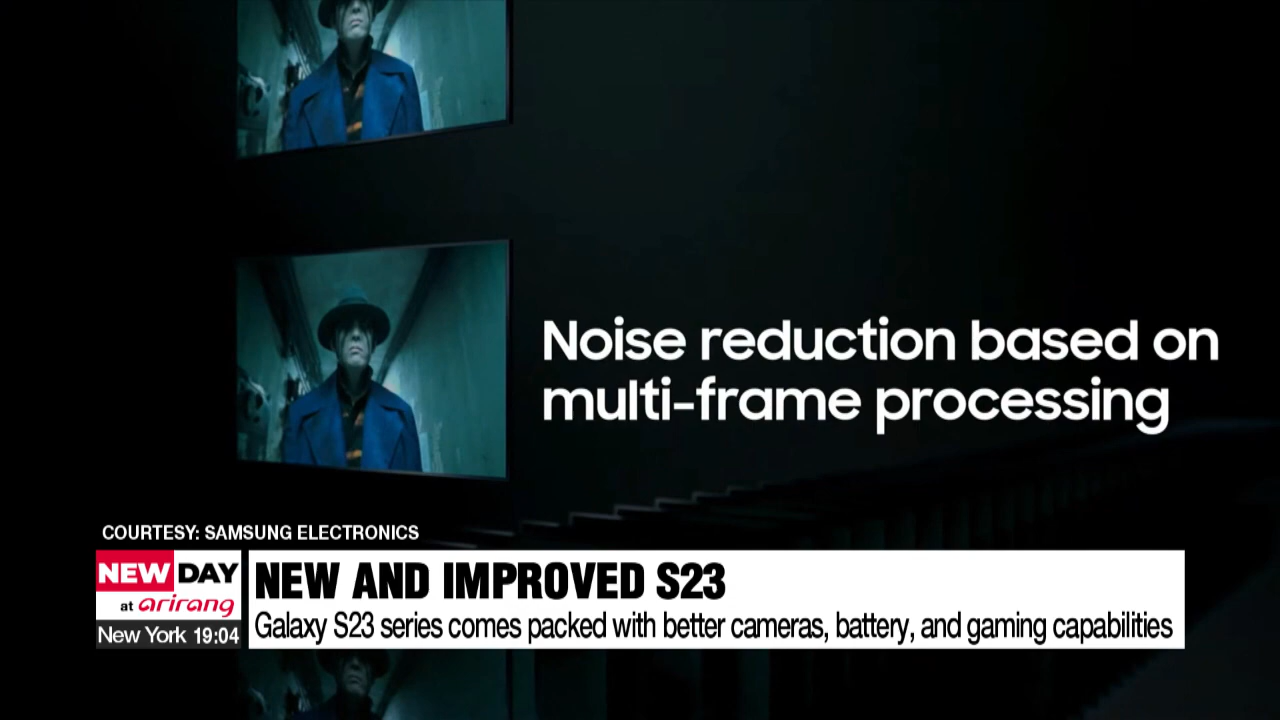 Noise reduction based on
multi-frame processing
COURTESY: SAMSUNG ELECTRONICS
NEW DAY
at arirang
New York 19:04
NEW AND IMPROVED S23
Galaxy S23 series comes packed with better cameras, battery, and gaming capabilities